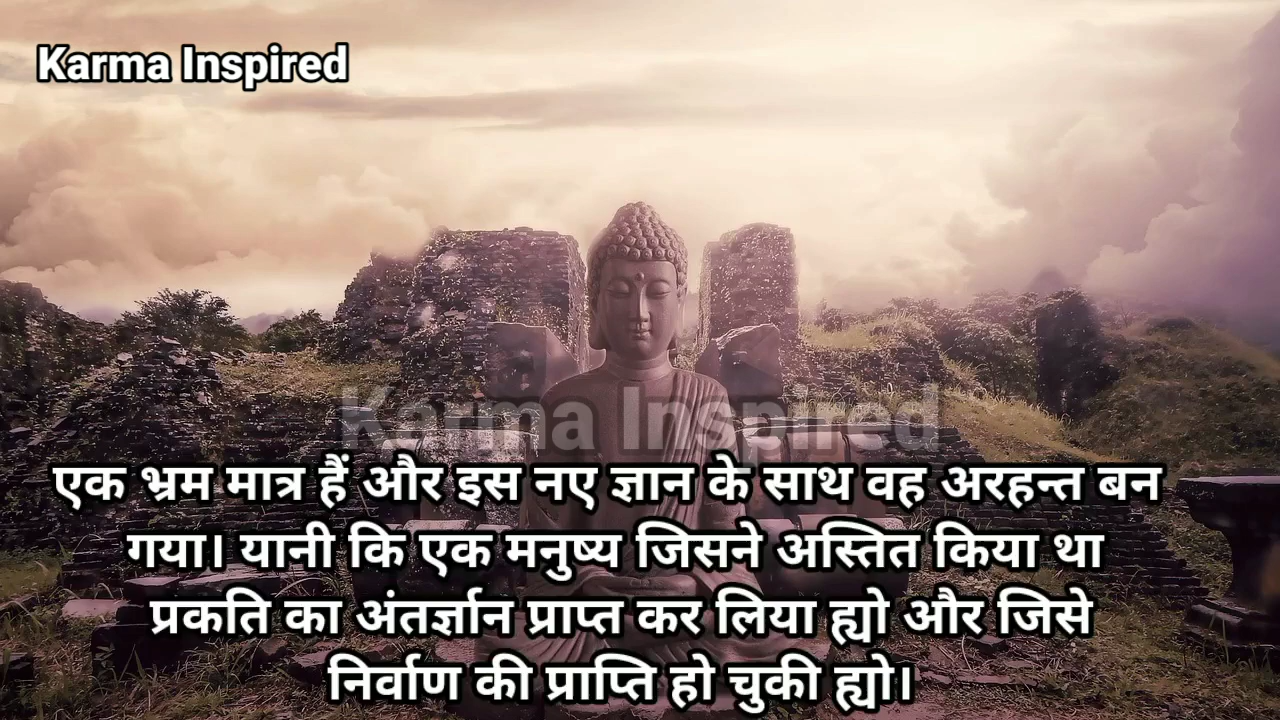 Karma Inspired
Karma Inspired
एक भ्रम मात्र हैं और इस नए ज्ञान के साथ वह अरहन्त बन
गया। यानी कि एक मनुष्य जिसने अस्तित किया था
प्रकति का अंतर्ज्ञान प्राप्त कर लिया ह्यो और जिसे
निर्वाण की प्राप्ति हो चुकी ह्यो।